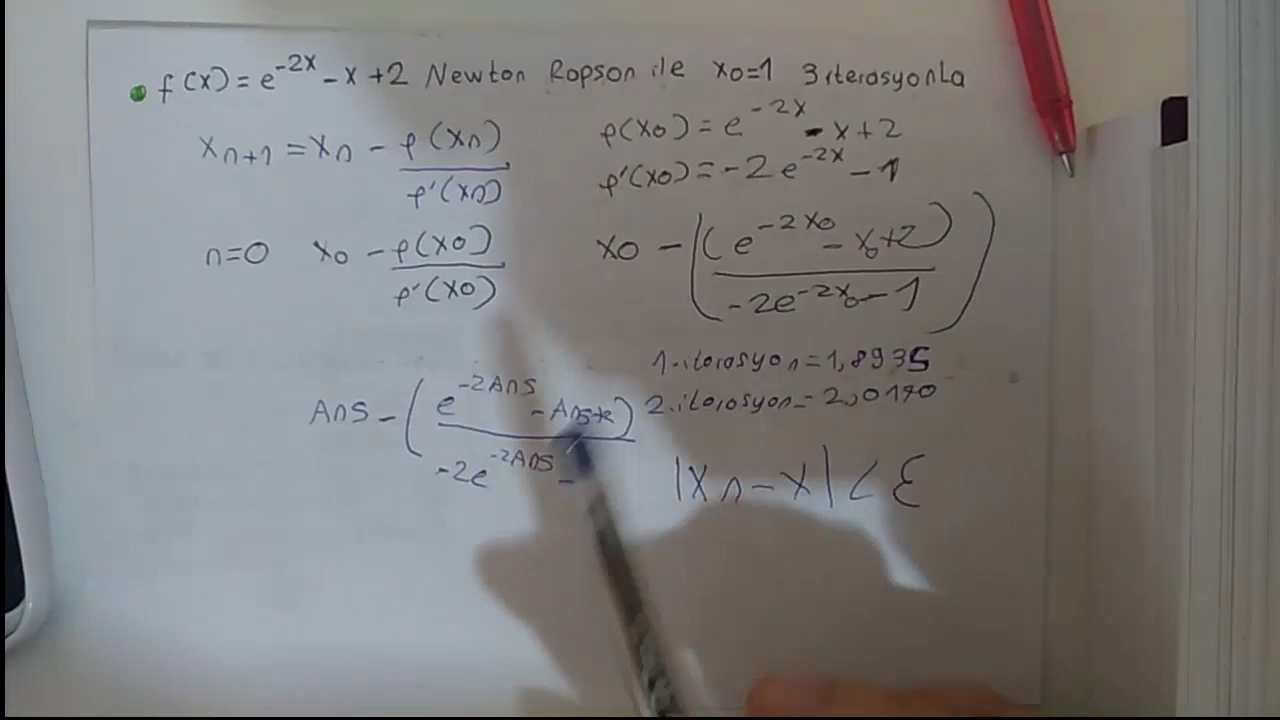 f(x) = e^-2x - x + 2 Newton Ropson ile x0=1 3 iterasyonla
xn+1 = xn - f(xn) / f'(xn)
f(x0) = e^-2x - x + 2
f'(x0) = -2e^-2x - 1
n=0 x0 - f(x0) / f'(x0)
x0 - ((e^-2x0 - x0+2) / -2e^-2x0 - 1)
1.iterasyon = 1,8935
2.iterasyon = 2,0170
Ans - (e^-2Ans - Ans+2) / -2e^-2Ans -
|xn - x| < ε